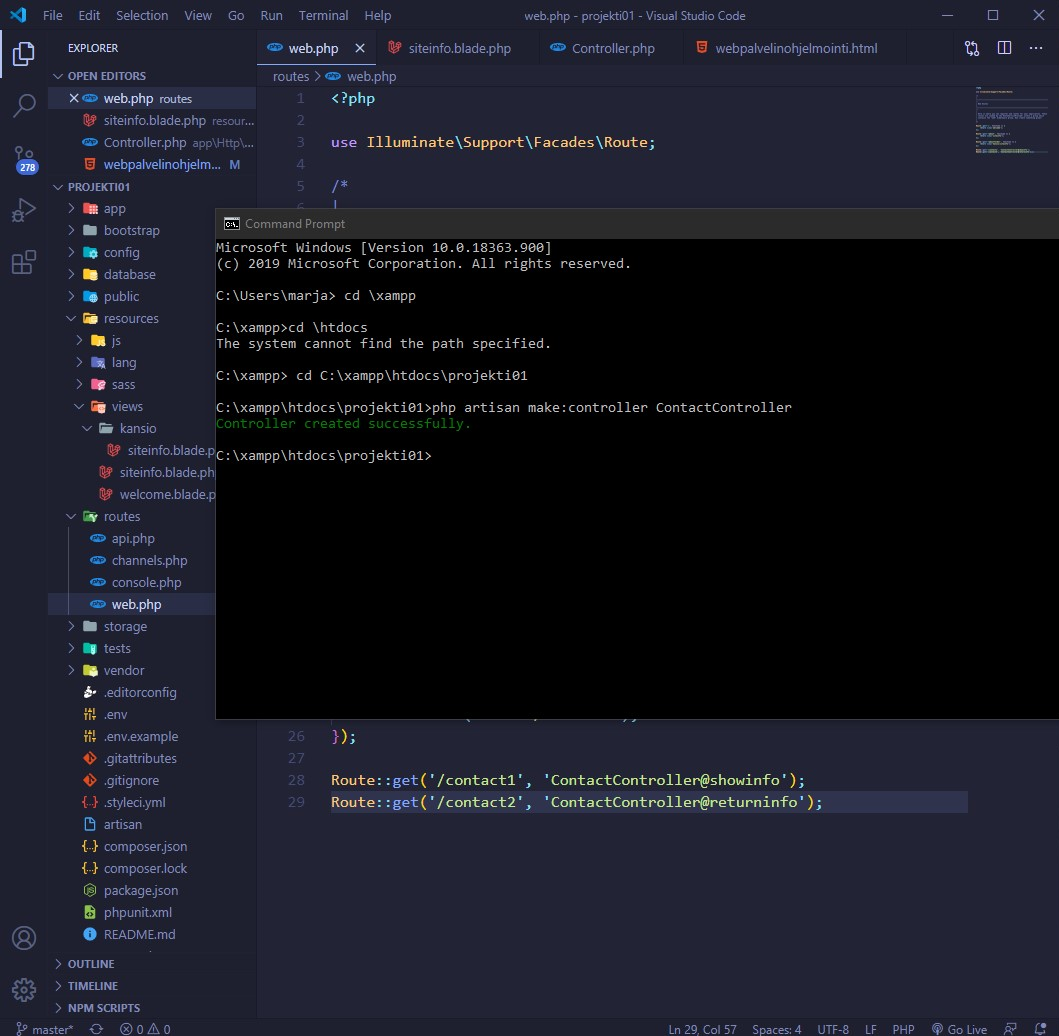 File Edit Selection View Go Run Terminal Help web.php - projekti01 - Visual Studio Code
EXPLORER
OPEN EDITORS
web.php routes
siteinfo.blade.php resour...
Controller.php app\Http\...
webpalvelinohjelm... M
278
PROJEKTI01
app
bootstrap
config
database
public
resources
js
lang
sass
views
kansio
siteinfo.blade.p
siteinfo.blade.ph
welcome.blade.p
routes
api.php
channels.php
console.php
web.php
storage
tests
vendor
.editorconfig
.env
.env.example
.gitattributes
.gitignore
.styleci.yml
artisan
composer.json
composer.lock
package.json
phpunit.xml
README.md
OUTLINE
TIMELINE
NPM SCRIPTS
web.php siteinfo.blade.php Controller.php webpalvelinohjelmointi.html
routes > web.php
1 <?php
2
3 use Illuminate\Support\Facades\Route;
4
5 /*
6 |
Command Prompt
Microsoft Windows [Version 10.0.18363.900]
(c) 2019 Microsoft Corporation. All rights reserved.
C:\Users\marja> cd \xampp
C:\xampp>cd \htdocs
The system cannot find the path specified.
C:\xampp> cd C:\xampp\htdocs\projekti01
C:\xampp\htdocs\projekti01>php artisan make:controller ContactController
Controller created successfully.
C:\xampp\htdocs\projekti01>
26 });
27
28 Route::get('/contact1', 'ContactController@showinfo');
29 Route::get('/contact2', 'ContactController@returninfo');
master* 0 0 Ln 29, Col 57 Spaces: 4 UTF-8 LF PHP Go Live